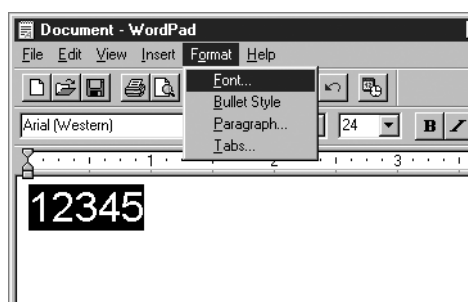 Document - WordPad
File Edit View Insert Format Help
Font...
Bullet Style
Paragraph...
Tabs...
Arial (Western) 24 B I
1 2 3
12345